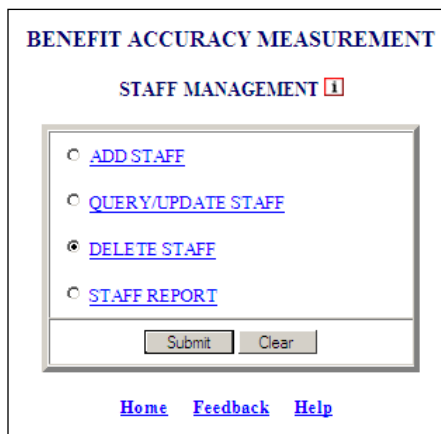 BENEFIT ACCURACY MEASUREMENT
STAFF MANAGEMENT i
ADD STAFF
QUERY/UPDATE STAFF
DELETE STAFF
STAFF REPORT
Submit Clear
Home Feedback Help